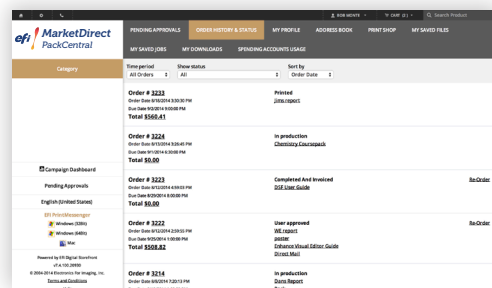 BOB MONTE
CART (2)
Search Product
efi MarketDirect
PackCentral
PENDING APPROVALS
ORDER HISTORY & STATUS
MY PROFILE
ADDRESS BOOK
PRINT SHOP
MY SAVED FILES
MY SAVED JOBS
MY DOWNLOADS
SPENDING ACCOUNTS USAGE
Category
Time period
Show status
Sort by
All Orders
All
Order Date
Order # 3233
Printed
Order Date 8/18/2014 3:30:30 PM
Jims report
Due Date 9/2/2014 9:00:00 PM
Total $560.41
Order # 3224
In production
Order Date 8/13/2014 3:26:45 PM
Chemistry Coursepack
Due Date 9/1/2014 6:30:00 PM
Total $0.00
Order # 3223
Completed And Invoiced
Re-Order
Order Date 8/12/2014 4:59:03 PM
DSF User Guide
Due Date 8/29/2014 8:00:00 PM
Total $0.00
Order # 3222
User approved
Re-Order
Order Date 8/12/2014 2:59:55 PM
WE report
Due Date 9/25/2014 1:00:00 PM
poster
Total $508.82
Enhance Visual Editor Guide
Direct Mail
Order # 3214
In production
Order Date 8/8/2014 7:20:13 PM
Dans Report
Campaign Dashboard
Pending Approvals
English (United States)
EFI PrintMessenger
Windows (32Bit)
Windows (64Bit)
Mac
Powered by EFI Digital StoreFront
© 2004-2014 Electronics For Imaging, Inc.
Terms and Conditions